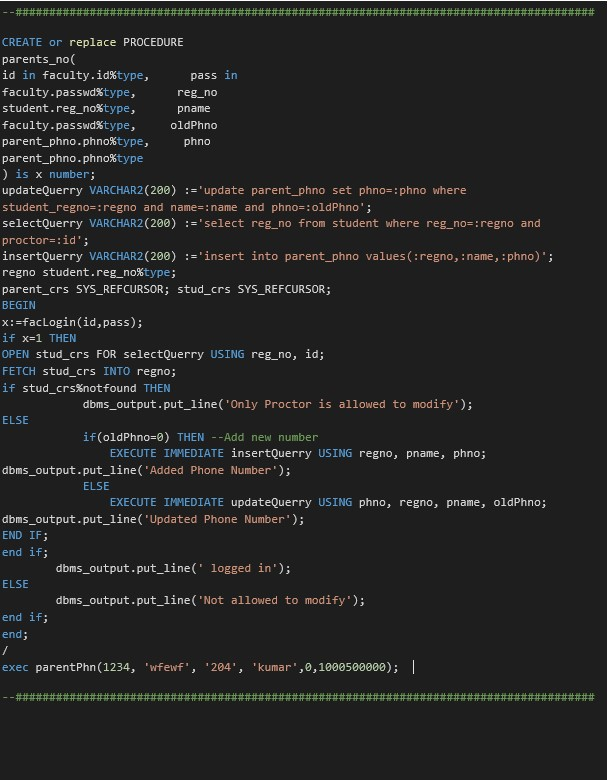 --######################################################################################
CREATE or replace PROCEDURE
parents_no(
id in faculty.id%type,      pass in
faculty.passwd%type,      reg_no
student.reg_no%type,      pname
faculty.passwd%type,     oldPhno
parent_phno.phno%type,     phno
parent_phno.phno%type
) is x number;
updateQuerry VARCHAR2(200) :='update parent_phno set phno=:phno where
student_regno=:regno and name=:name and phno=:oldPhno';
selectQuerry VARCHAR2(200) :='select reg_no from student where reg_no=:regno and
proctor=:id';
insertQuerry VARCHAR2(200) :='insert into parent_phno values(:regno,:name,:phno)';
regno student.reg_no%type;
parent_crs SYS_REFCURSOR; stud_crs SYS_REFCURSOR;
BEGIN
x:=facLogin(id,pass);
if x=1 THEN
OPEN stud_crs FOR selectQuerry USING reg_no, id;
FETCH stud_crs INTO regno;
if stud_crs%notfound THEN
            dbms_output.put_line('Only Proctor is allowed to modify');
ELSE
            if(oldPhno=0) THEN --Add new number
                EXECUTE IMMEDIATE insertQuerry USING regno, pname, phno;
dbms_output.put_line('Added Phone Number');
            ELSE
                EXECUTE IMMEDIATE updateQuerry USING phno, regno, pname, oldPhno;
dbms_output.put_line('Updated Phone Number');
END IF;
end if;
        dbms_output.put_line(' logged in');
ELSE
        dbms_output.put_line('Not allowed to modify');
end if;
end;
/
exec parentPhn(1234, 'wfewf', '204', 'kumar',0,1000500000);
--######################################################################################